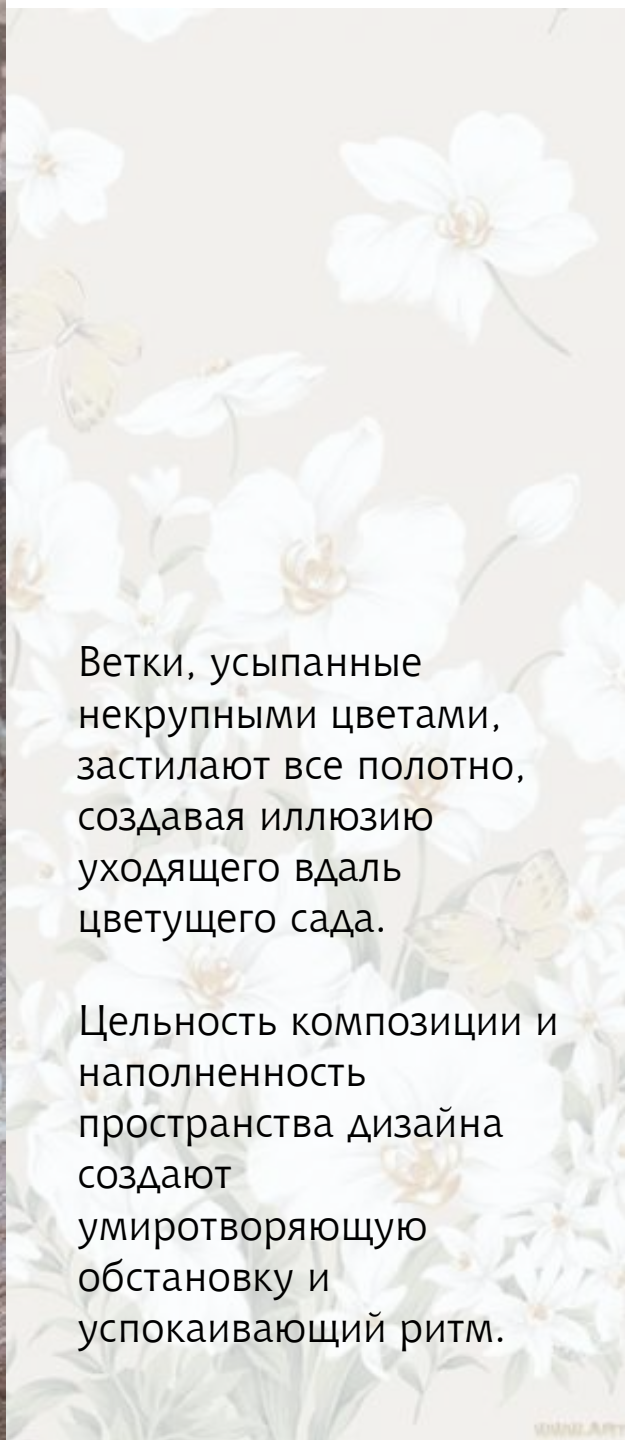 Ветки, усыпанные
некрупными цветами,
застилают все полотно,
создавая иллюзию
уходящего вдаль
цветущего сада.
Цельность композиции и
наполненность
пространства дизайна
создают
умиротворяющую
обстановку и
успокаивающий ритм.